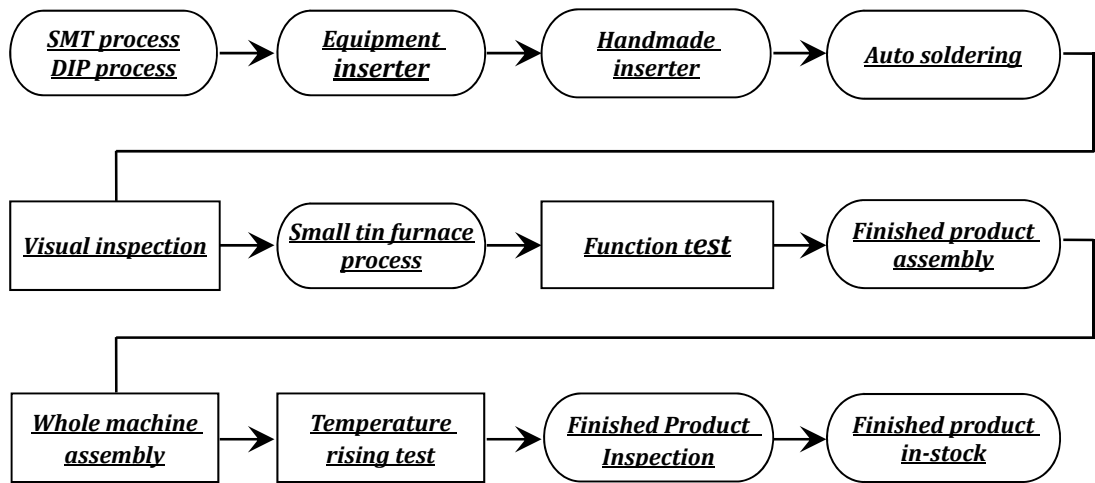 SMT process
DIP process
Equipment
inserter
Handmade
inserter
Auto soldering
Visual inspection
Small tin furnace
process
Function test
Finished product
assembly
Whole machine
assembly
Temperature
rising test
Finished Product
Inspection
Finished product
in-stock